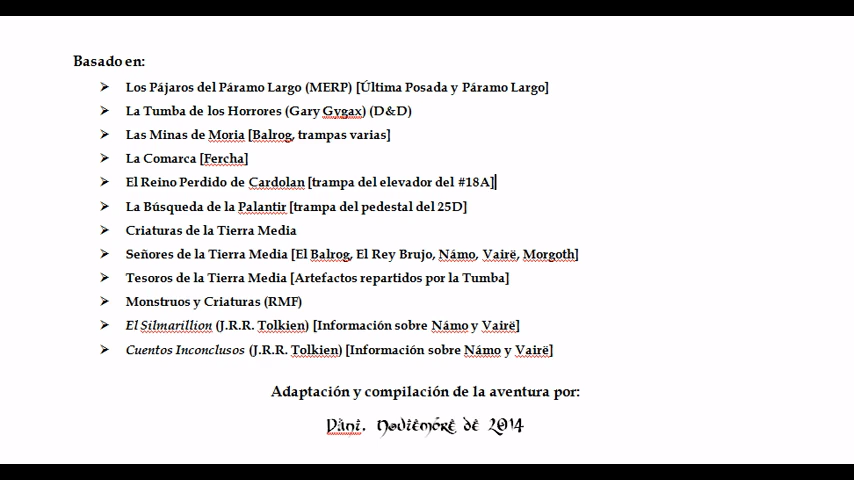 Basado en:
Los Pájaros del Páramo Largo (MERP) [Última Posada y Páramo Largo]
La Tumba de los Horrores (Gary Gygax) (D&D)
Las Minas de Moria [Balrog, trampas varias]
La Comarca [Fercha]
El Reino Perdido de Cardolan [trampa del elevador del #18A]
La Búsqueda de la Palantir [trampa del pedestal del 25D]
Criaturas de la Tierra Media
Señores de la Tierra Media [El Balrog, El Rey Brujo, Námo, Vairë, Morgoth]
Tesoros de la Tierra Media [Artefactos repartidos por la Tumba]
Monstruos y Criaturas (RMF)
El Silmarillion (J.R.R. Tolkien) [Información sobre Námo y Vairë]
Cuentos Inconclusos (J.R.R. Tolkien) [Información sobre Námo y Vairë]
Adaptación y compilación de la aventura por:
Dani. Noviembre de 2014